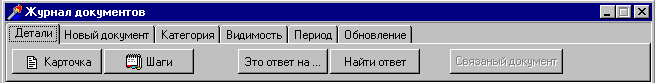 Журнал документов
Детали Новый документ Категория Видимость Период Обновление
Карточка Шаги Это ответ на ... Найти ответ Связаный документ